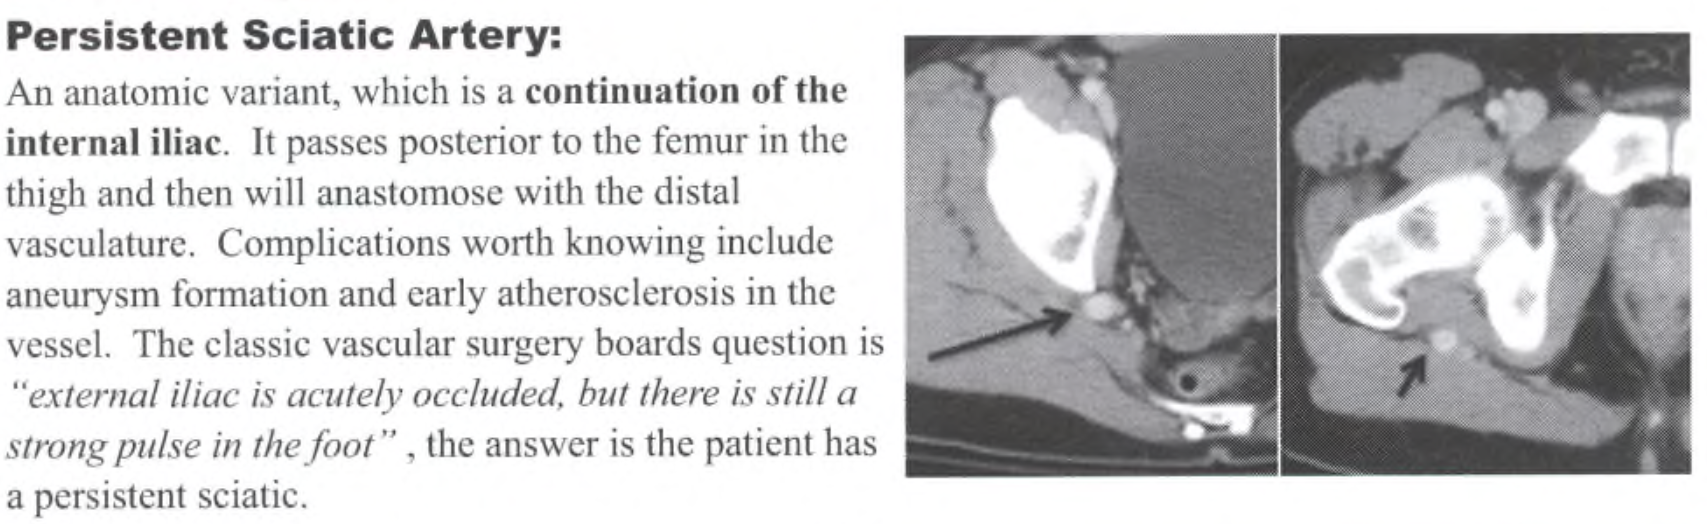 Persistent Sciatic Artery:
An anatomic variant, which is a continuation of the
internal iliac. It passes posterior to the femur in the
thigh and then will anastomose with the distal
vasculature. Complications worth knowing include
aneurysm formation and early atherosclerosis in the
vessel. The classic vascular surgery boards question is
"external iliac is acutely occluded, but there is still a
strong pulse in the foot" , the answer is the patient has
a persistent sciatic.